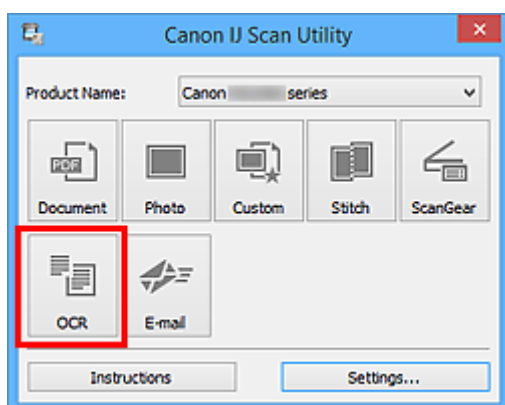 Canon IJ Scan Utility
Product Name: Canon series
PDF
Document Photo Custom Stitch ScanGear
OCR E-mail
Instructions Settings...